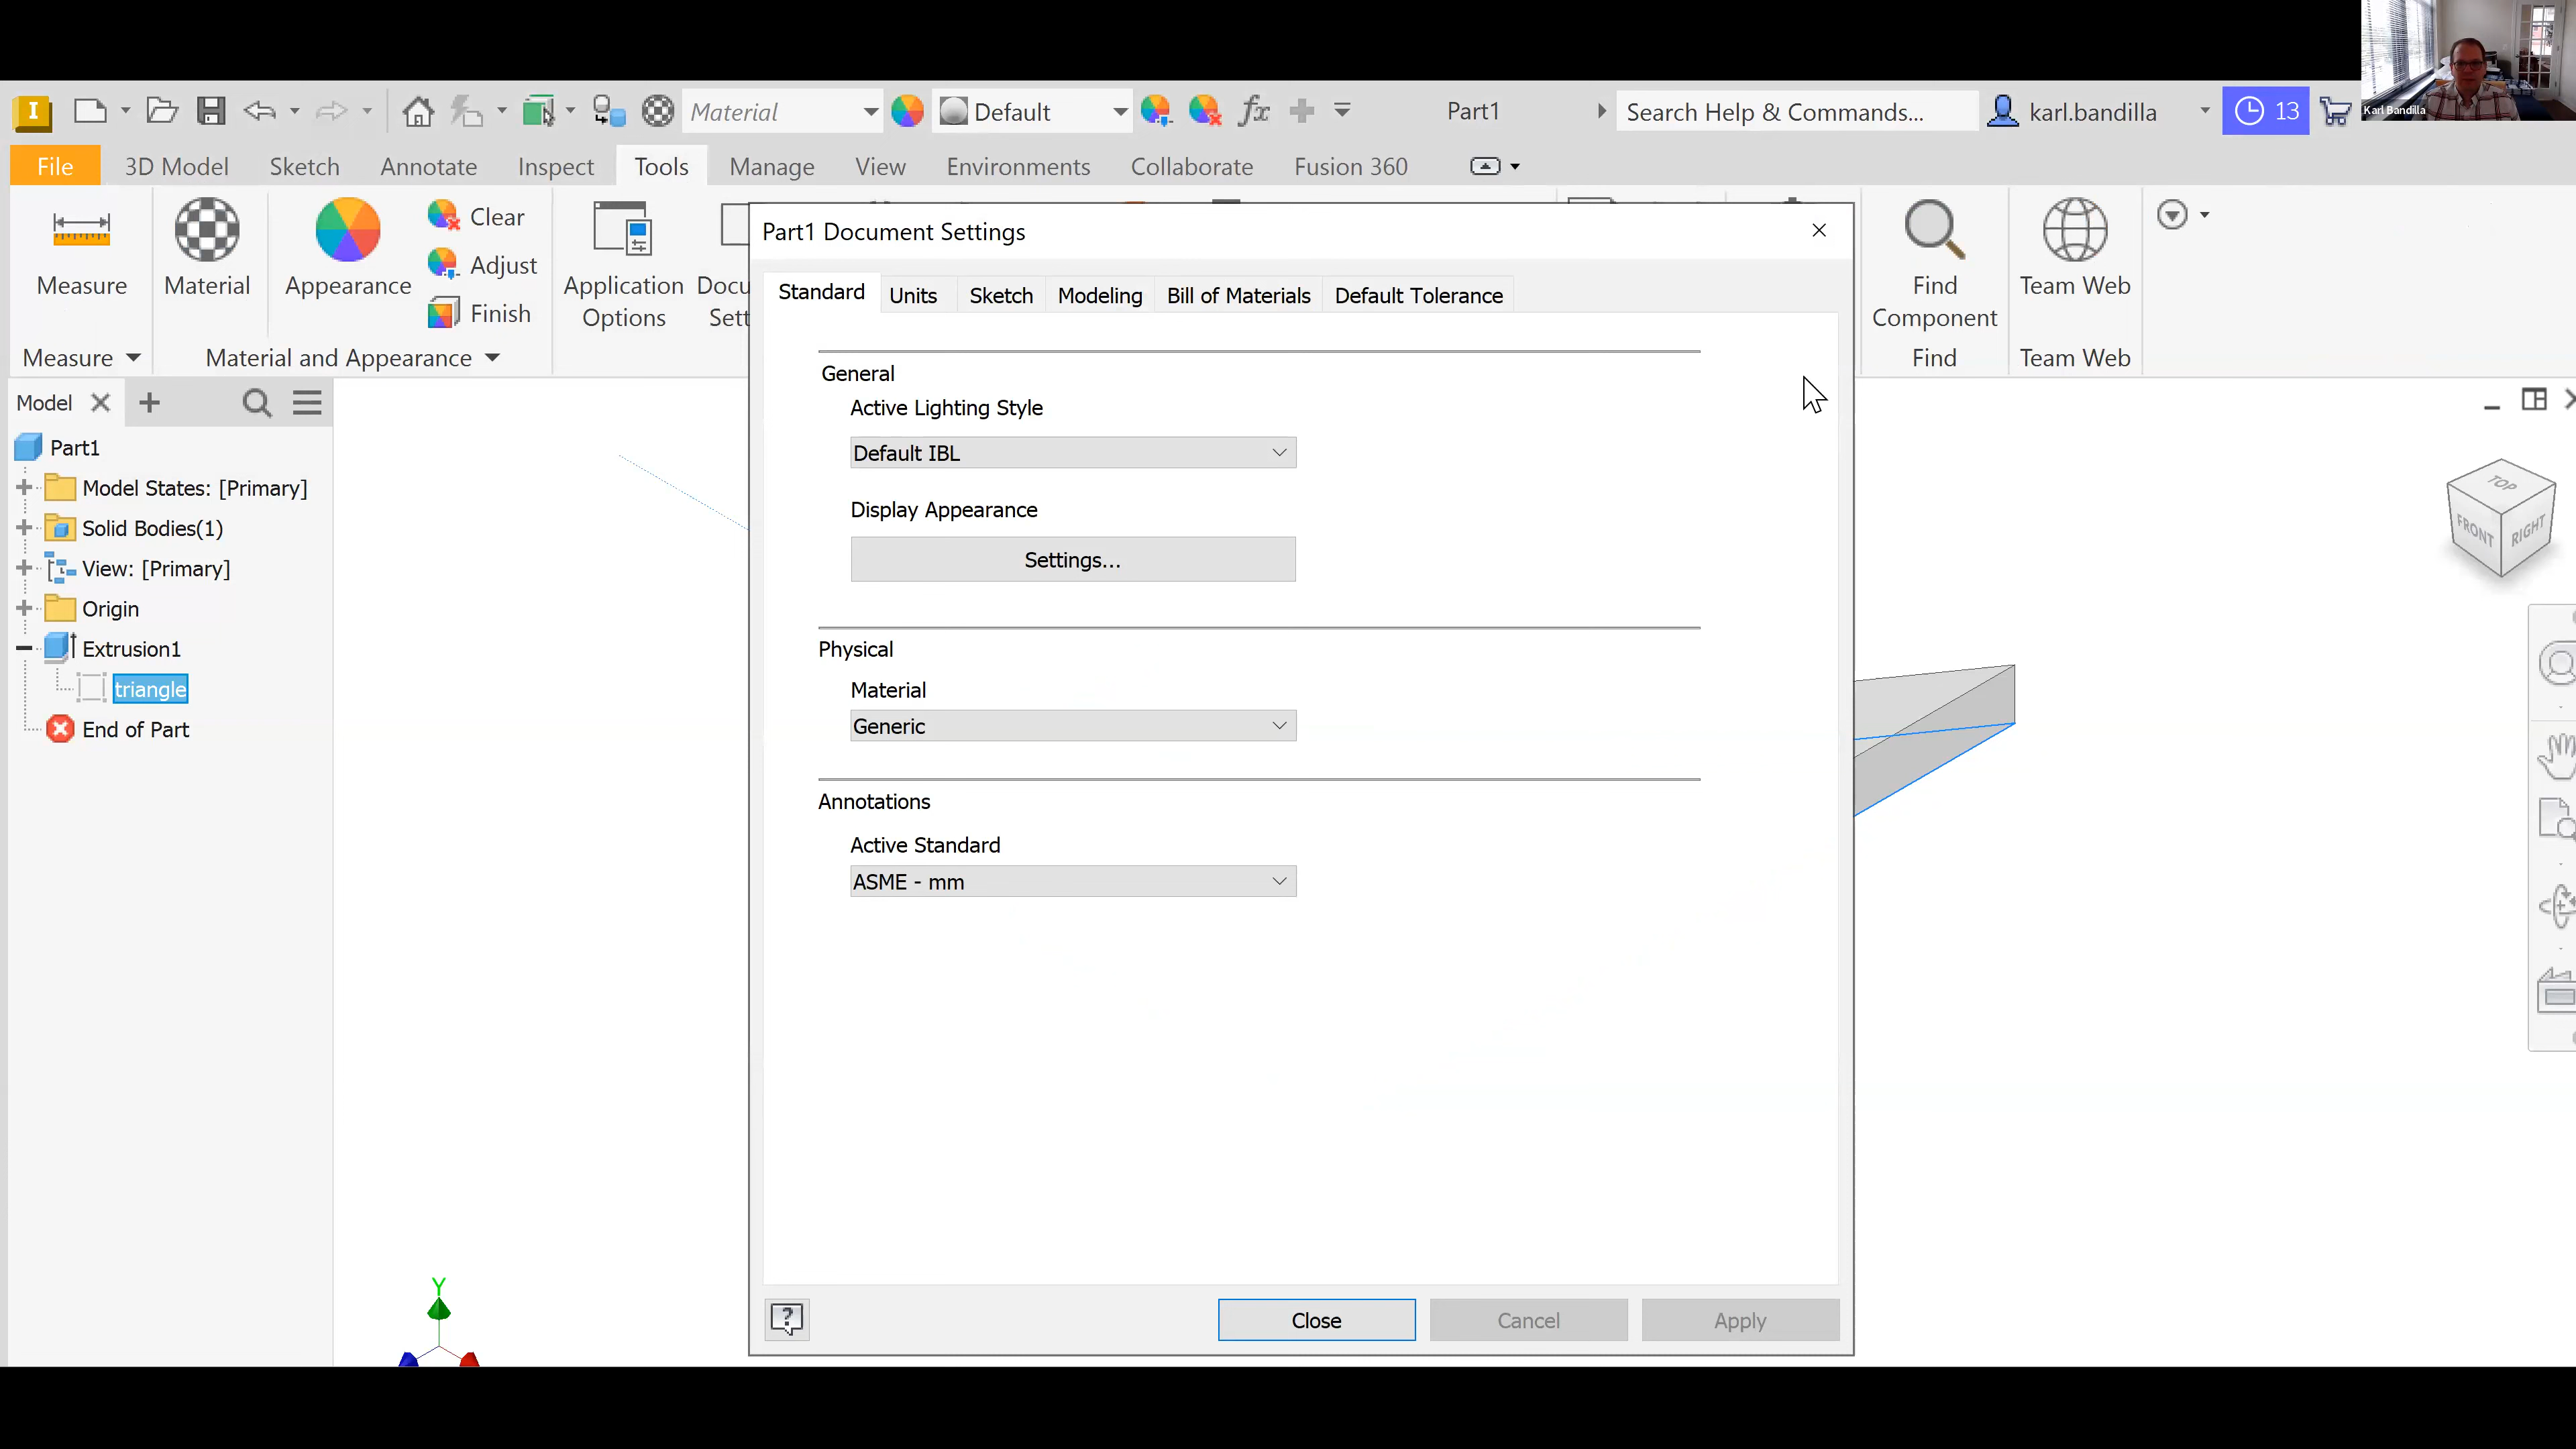 Karl Bandilla
I
Material
Default
fx
Part1
Search Help & Commands...
karl.bandilla
13
File
3D Model
Sketch
Annotate
Inspect
Tools
Manage
View
Environments
Collaborate
Fusion 360
Measure
Material
Appearance
Clear
Adjust
Finish
Application
Options
Docu
Sett
Find
Component
Team Web
Measure
Material and Appearance
Find
Team Web
Model
Part1
Model States: [Primary]
Solid Bodies(1)
View: [Primary]
Origin
Extrusion1
triangle
End of Part
Part1 Document Settings
Standard
Units
Sketch
Modeling
Bill of Materials
Default Tolerance
General
Active Lighting Style
Default IBL
Display Appearance
Settings...
Physical
Material
Generic
Annotations
Active Standard
ASME - mm
?
Close
Cancel
Apply
TOP
FRONT
RIGHT
Y